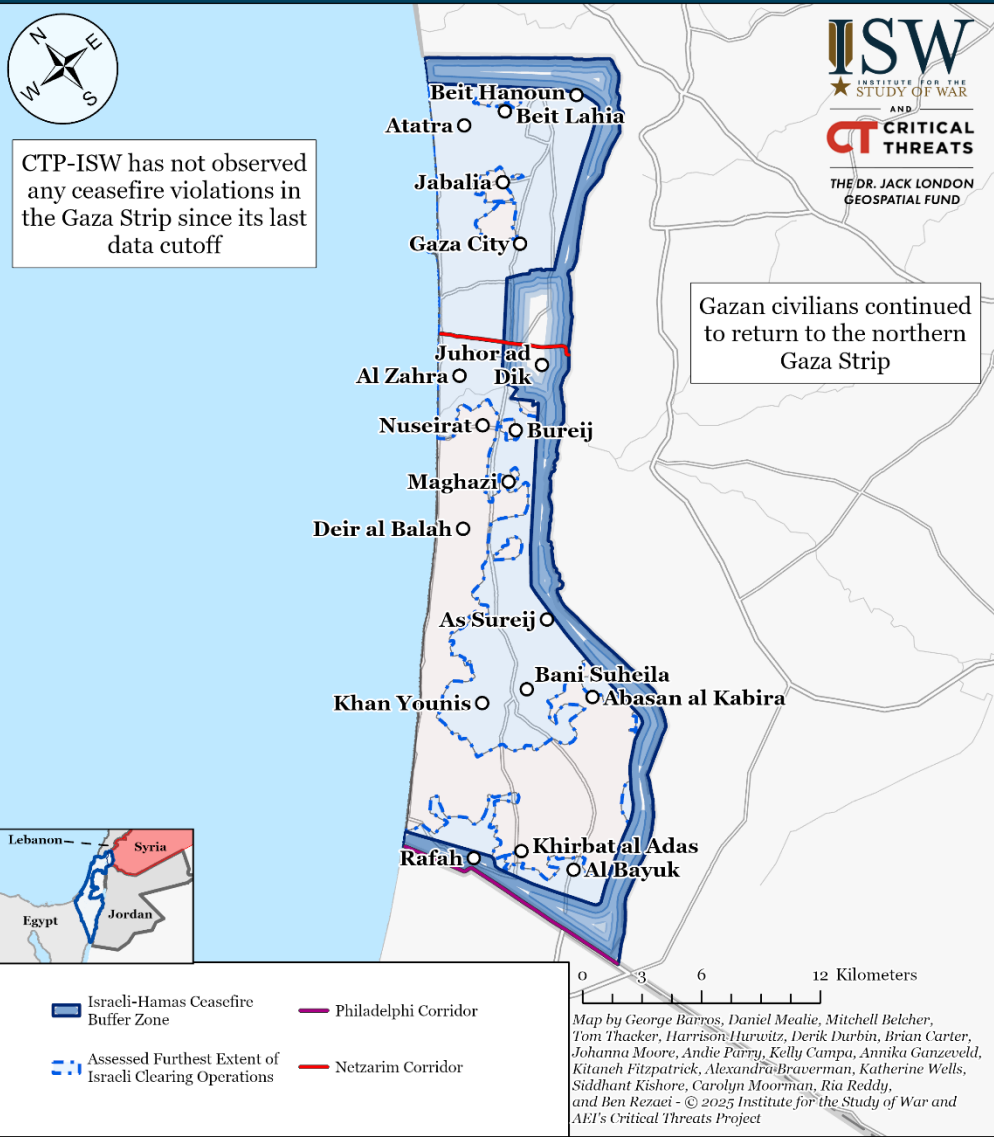 N
E
W
S
ISW
INSTITUTE FOR THE
STUDY OF WAR
AND
CT CRITICAL
THREATS
THE DR. JACK LONDON
GEOSPATIAL FUND
CTP-ISW has not observed
any ceasefire violations in
the Gaza Strip since its last
data cutoff
Gazan civilians continued
to return to the northern
Gaza Strip
Beit Hanoun
Beit Lahia
Atatra
Jabalia
Gaza City
Juhor ad
Dik
Al Zahra
Nuseirat
Bureij
Maghazi
Deir al Balah
As Sureij
Bani Suheila
Abasan al Kabira
Khan Younis
Khirbat al Adas
Rafah
Al Bayuk
Lebanon
Syria
Egypt
Jordan
0 3 6 12 Kilometers
Israeli-Hamas Ceasefire
Buffer Zone
Assessed Furthest Extent of
Israeli Clearing Operations
Philadelphi Corridor
Netzarim Corridor
Map by George Barros, Daniel Mealie, Mitchell Belcher,
Tom Thacker, Harrison Hurwitz, Derik Durbin, Brian Carter,
Johanna Moore, Andie Parry, Kelly Campa, Annika Ganzeveld,
Kitaneh Fitzpatrick, Alexandra Braverman, Katherine Wells,
Siddhant Kishore, Carolyn Moorman, Ria Reddy,
and Ben Rezaei - © 2025 Institute for the Study of War and
AEI's Critical Threats Project